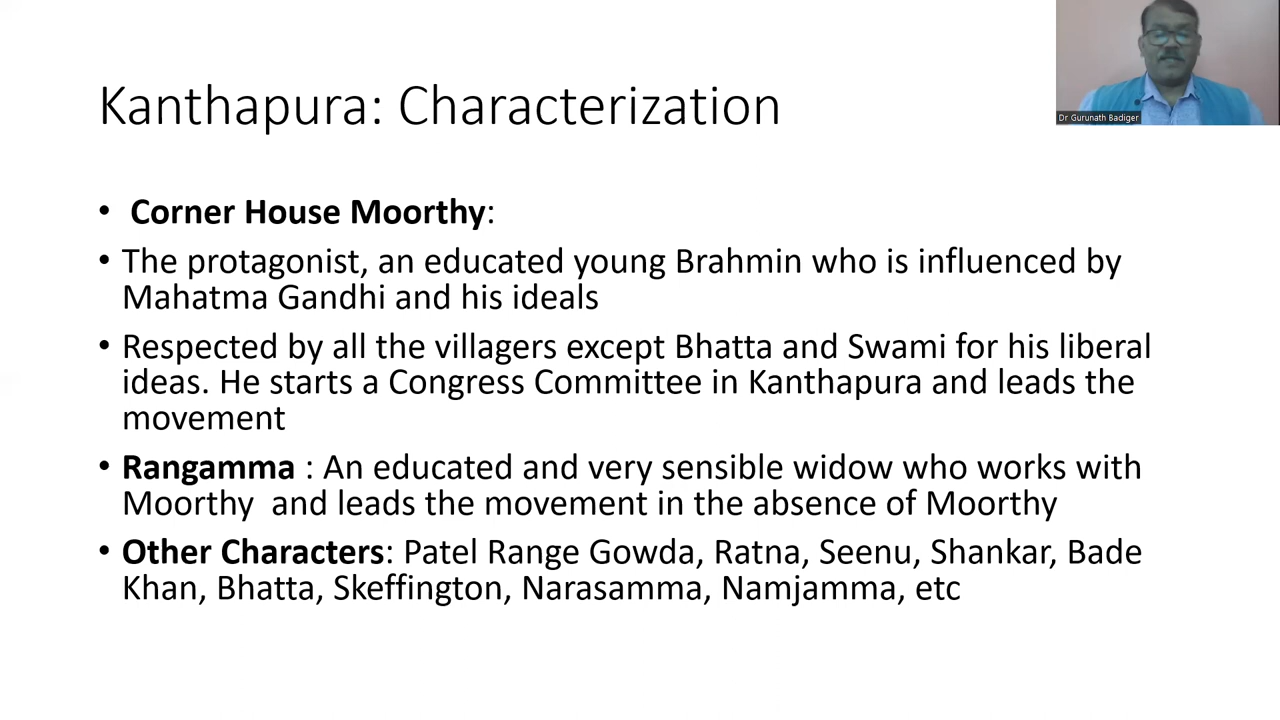 Kanthapura: Characterization
Dr Gurunath Badiger
• Corner House Moorthy:
• The protagonist, an educated young Brahmin who is influenced by
Mahatma Gandhi and his ideals
• Respected by all the villagers except Bhatta and Swami for his liberal
ideas. He starts a Congress Committee in Kanthapura and leads the
movement
• Rangamma : An educated and very sensible widow who works with
Moorthy  and leads the movement in the absence of Moorthy
• Other Characters: Patel Range Gowda, Ratna, Seenu, Shankar, Bade
Khan, Bhatta, Skeffington, Narasamma, Namjamma, etc